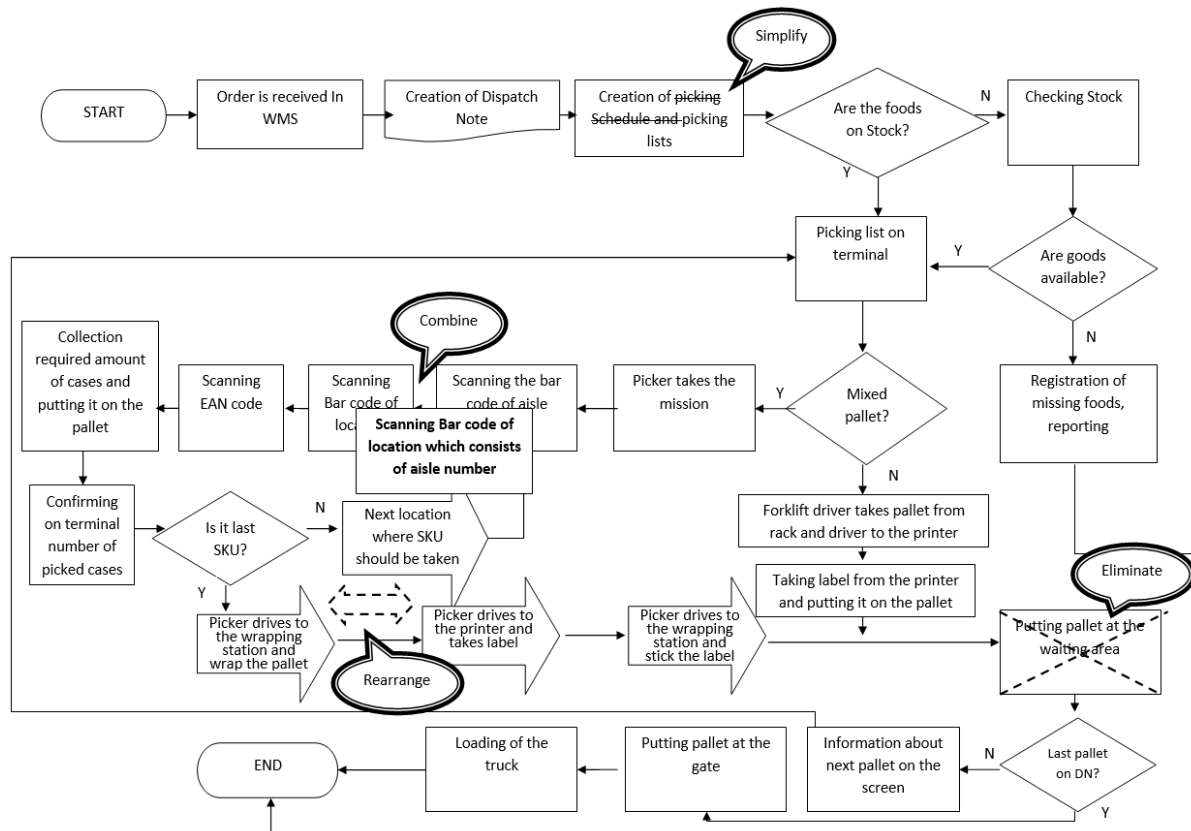 Simplify
START
Order is received In
WMS
Creation of Dispatch
Note
Creation of picking
Schedule and picking
lists
Are the foods
on Stock?
N
Checking Stock
Y
Picking list on
terminal
Y
Are goods
available?
N
Combine
Collection
required amount
of cases and
putting it on the
pallet
Scanning
EAN code
Scanning
Bar code of
Scanning the bar
code of aisle
Scanning Bar code of
location which consists
of aisle number
Picker takes the
mission
Y
Mixed
pallet?
N
Registration of
missing foods,
reporting
Confirming
on terminal
number of
picked cases
Is it last
SKU?
N
Y
Next location
where SKU
should be taken
Forklift driver takes pallet from
rack and driver to the printer
Taking label from the printer
and putting it on the pallet
Eliminate
Picker drives to
the wrapping
station and
wrap the pallet
Rearrange
Picker drives to
the printer and
takes label
Picker drives to
the wrapping
station and
stick the label
Putting pallet at the
waiting area
Last pallet
on DN?
N
Y
Information about
next pallet on the
screen
Putting pallet at the
gate
Loading of the
truck
END